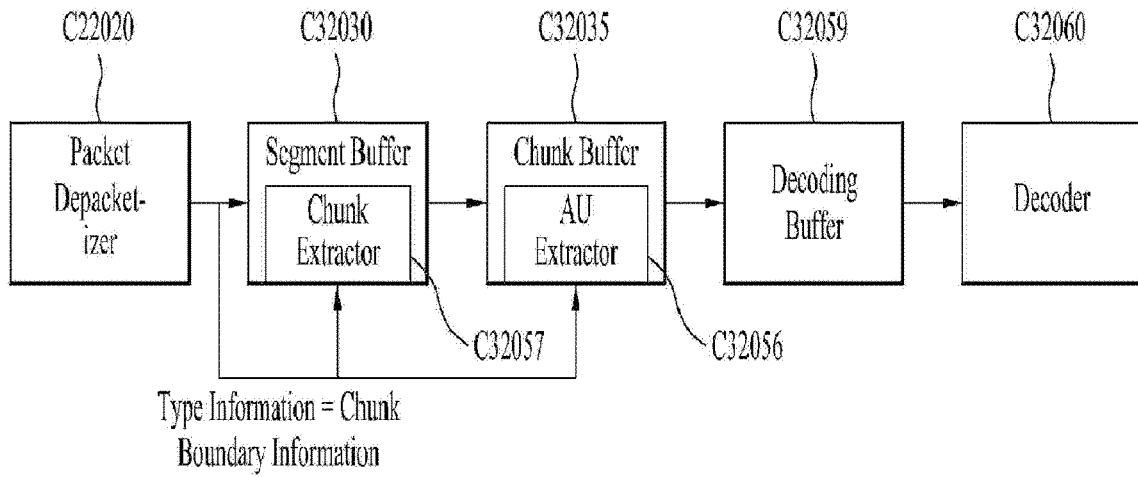 C22020
C32030
C32035
C32059
C32060
Packet
Depacket-
izer
Segment Buffer
Chunk
Extractor
Chunk Buffer
AU
Extractor
Decoding
Buffer
Decoder
C32057
C32056
Type Information = Chunk
Boundary Information